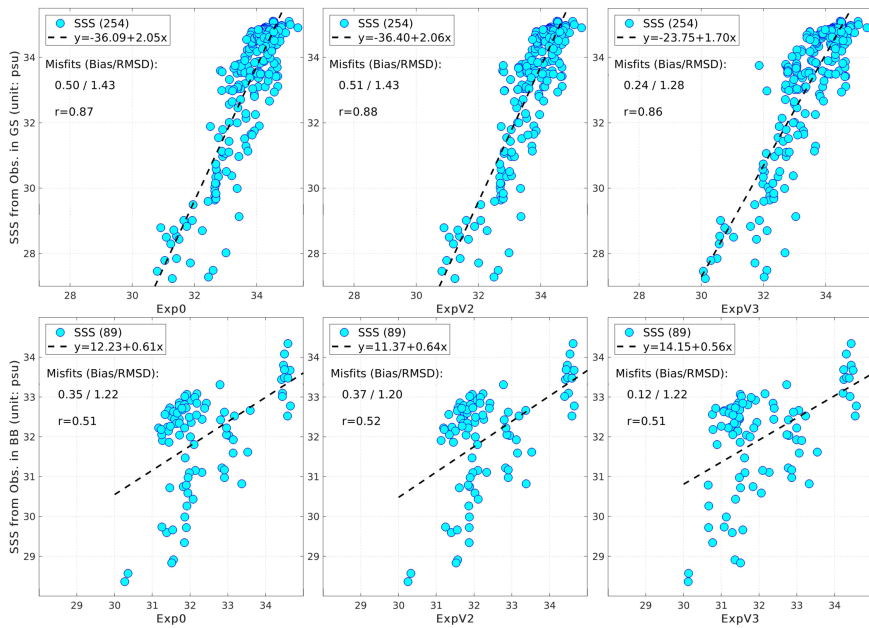 SSS (254)
y=-36.09+2.05x
Misfits (Bias/RMSD):
0.50 / 1.43
r=0.87
SSS from Obs. in GS (unit: psu)
34
32
30
28
28 30 32 34
Exp0
SSS (254)
y=-36.40+2.06x
Misfits (Bias/RMSD):
0.51 / 1.43
r=0.88
28 30 32 34
ExpV2
SSS (254)
y=-23.75+1.70x
Misfits (Bias/RMSD):
0.24 / 1.28
r=0.86
28 30 32 34
ExpV3
SSS (89)
y=12.23+0.61x
Misfits (Bias/RMSD):
0.35 / 1.22
r=0.51
SSS from Obs. in BB (unit: psu)
34
33
32
31
30
29
29 30 31 32 33 34
Exp0
SSS (89)
y=11.37+0.64x
Misfits (Bias/RMSD):
0.37 / 1.20
r=0.52
29 30 31 32 33 34
ExpV2
SSS (89)
y=14.15+0.56x
Misfits (Bias/RMSD):
0.12 / 1.22
r=0.51
29 30 31 32 33 34
ExpV3